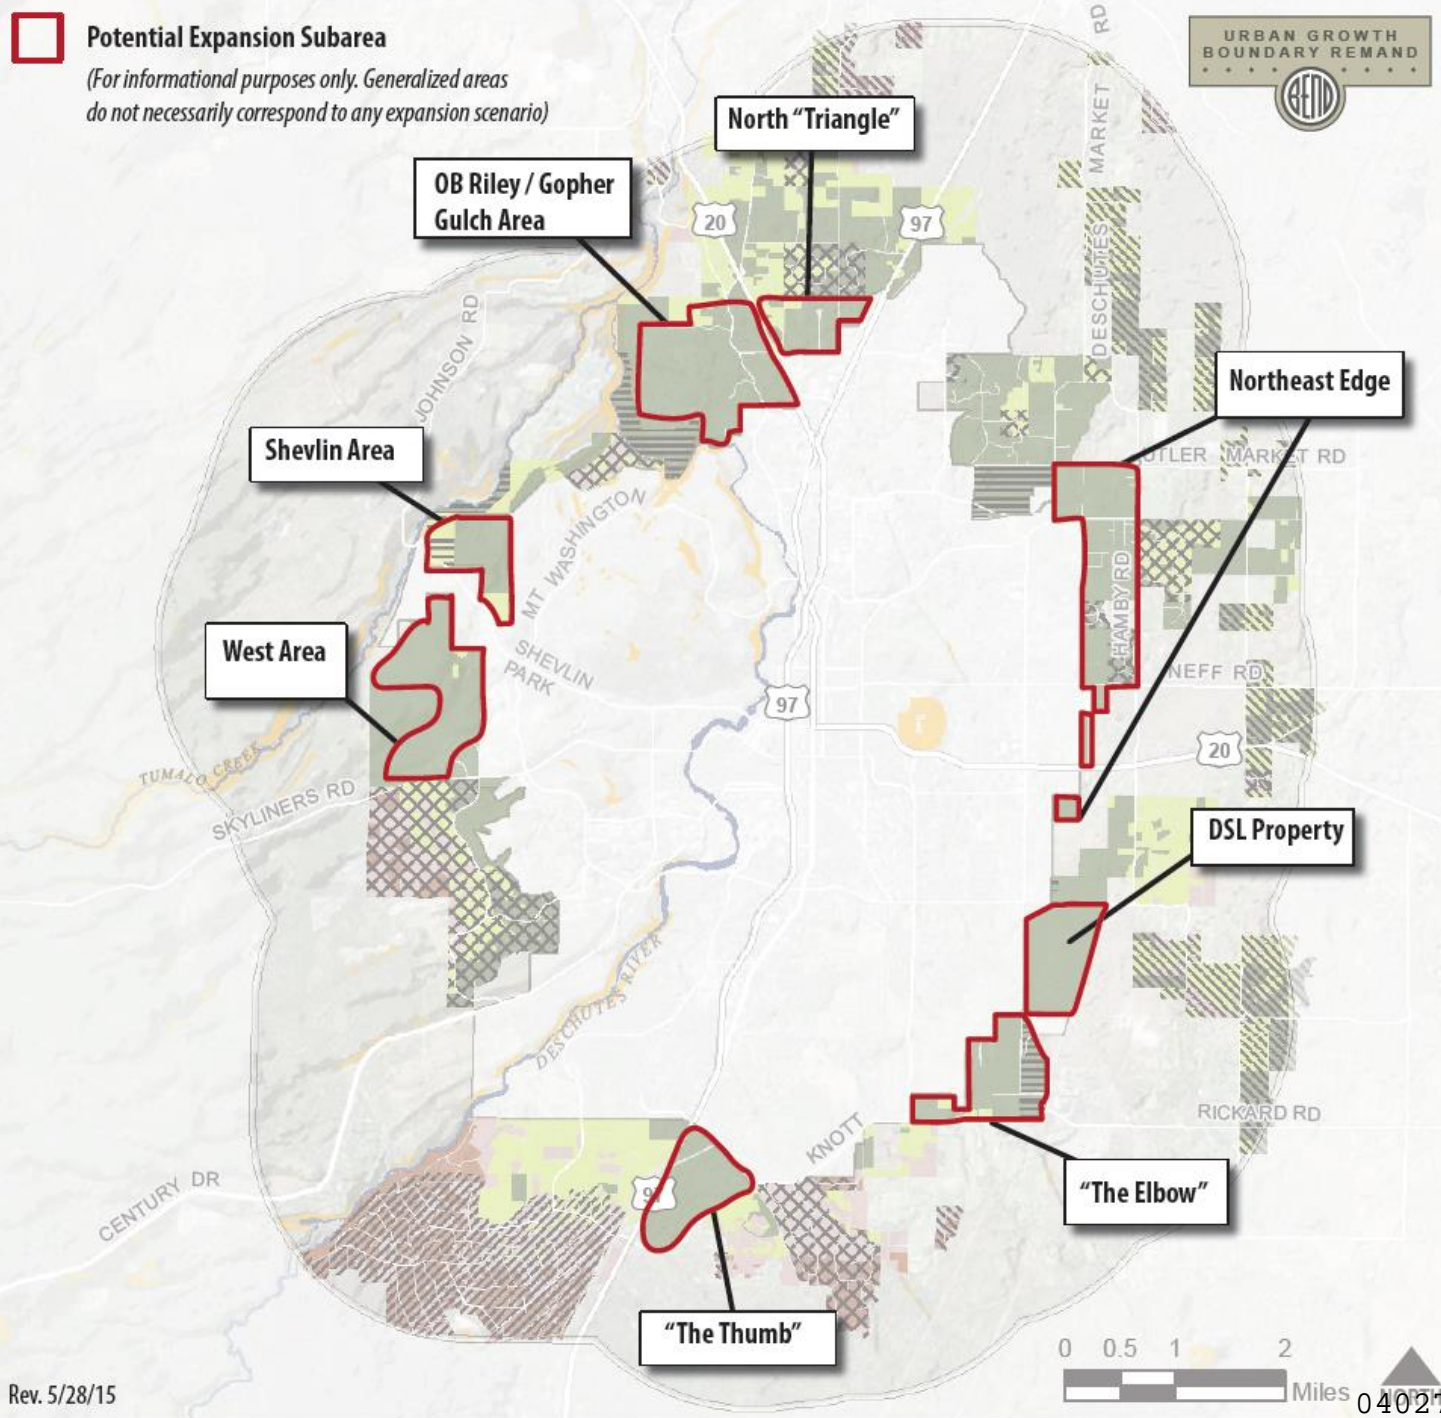 Potential Expansion Subarea
(For informational purposes only. Generalized areas
do not necessarily correspond to any expansion scenario)
URBAN GROWTH
BOUNDARY REMAND
BEND
RD
MARKET
DESCHUTES
North “Triangle”
OB Riley / Gopher
Gulch Area
20
97
JOHNSON RD
Northeast Edge
Shevlin Area
UTLER MARKET RD
MT WASHINGTON
HAMBY RD
West Area
SHEVLIN
PARK
NEFF RD
97
20
TUMALO CREEK
SKYLINERS RD
DSL Property
DESCHUTES RIVER
RICKARD RD
KNOTT
CENTURY DR
97
“The Elbow”
“The Thumb”
0 0.5 1 2
Miles
NORTH
Rev. 5/28/15
04027